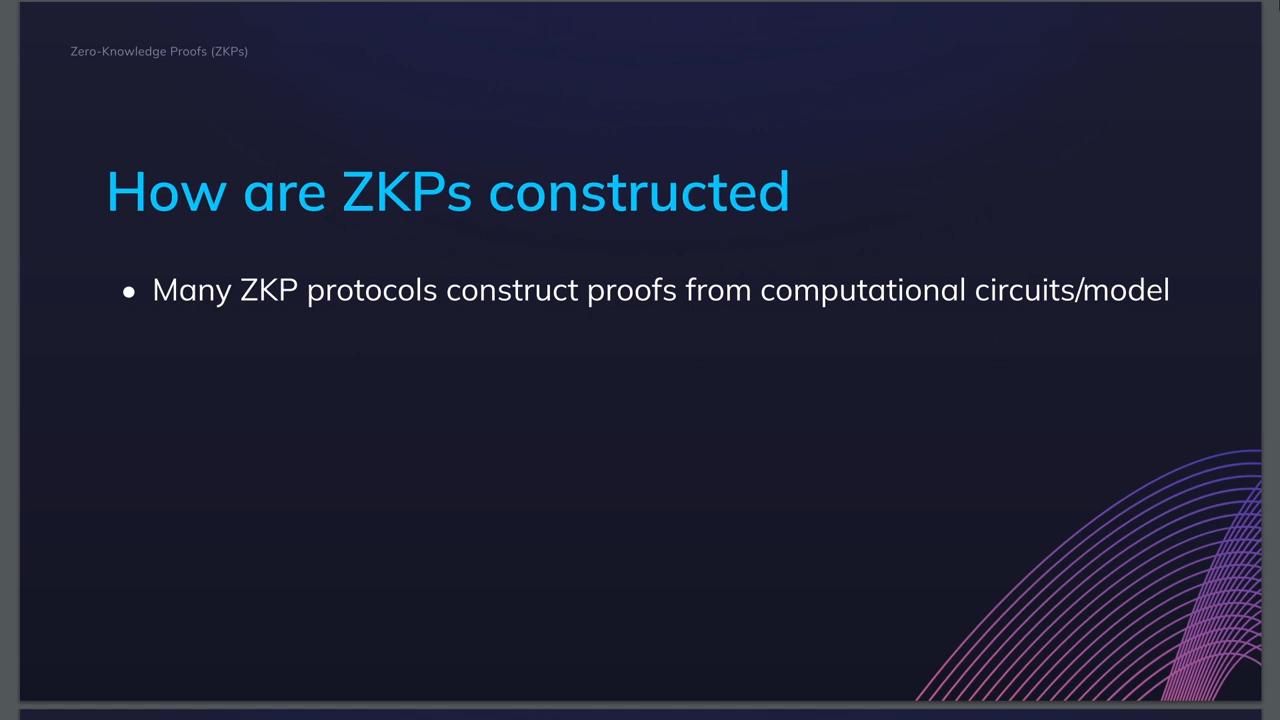 Zero-Knowledge Proofs (ZKPs)
How are ZKPs constructed
• Many ZKP protocols construct proofs from computational circuits/model